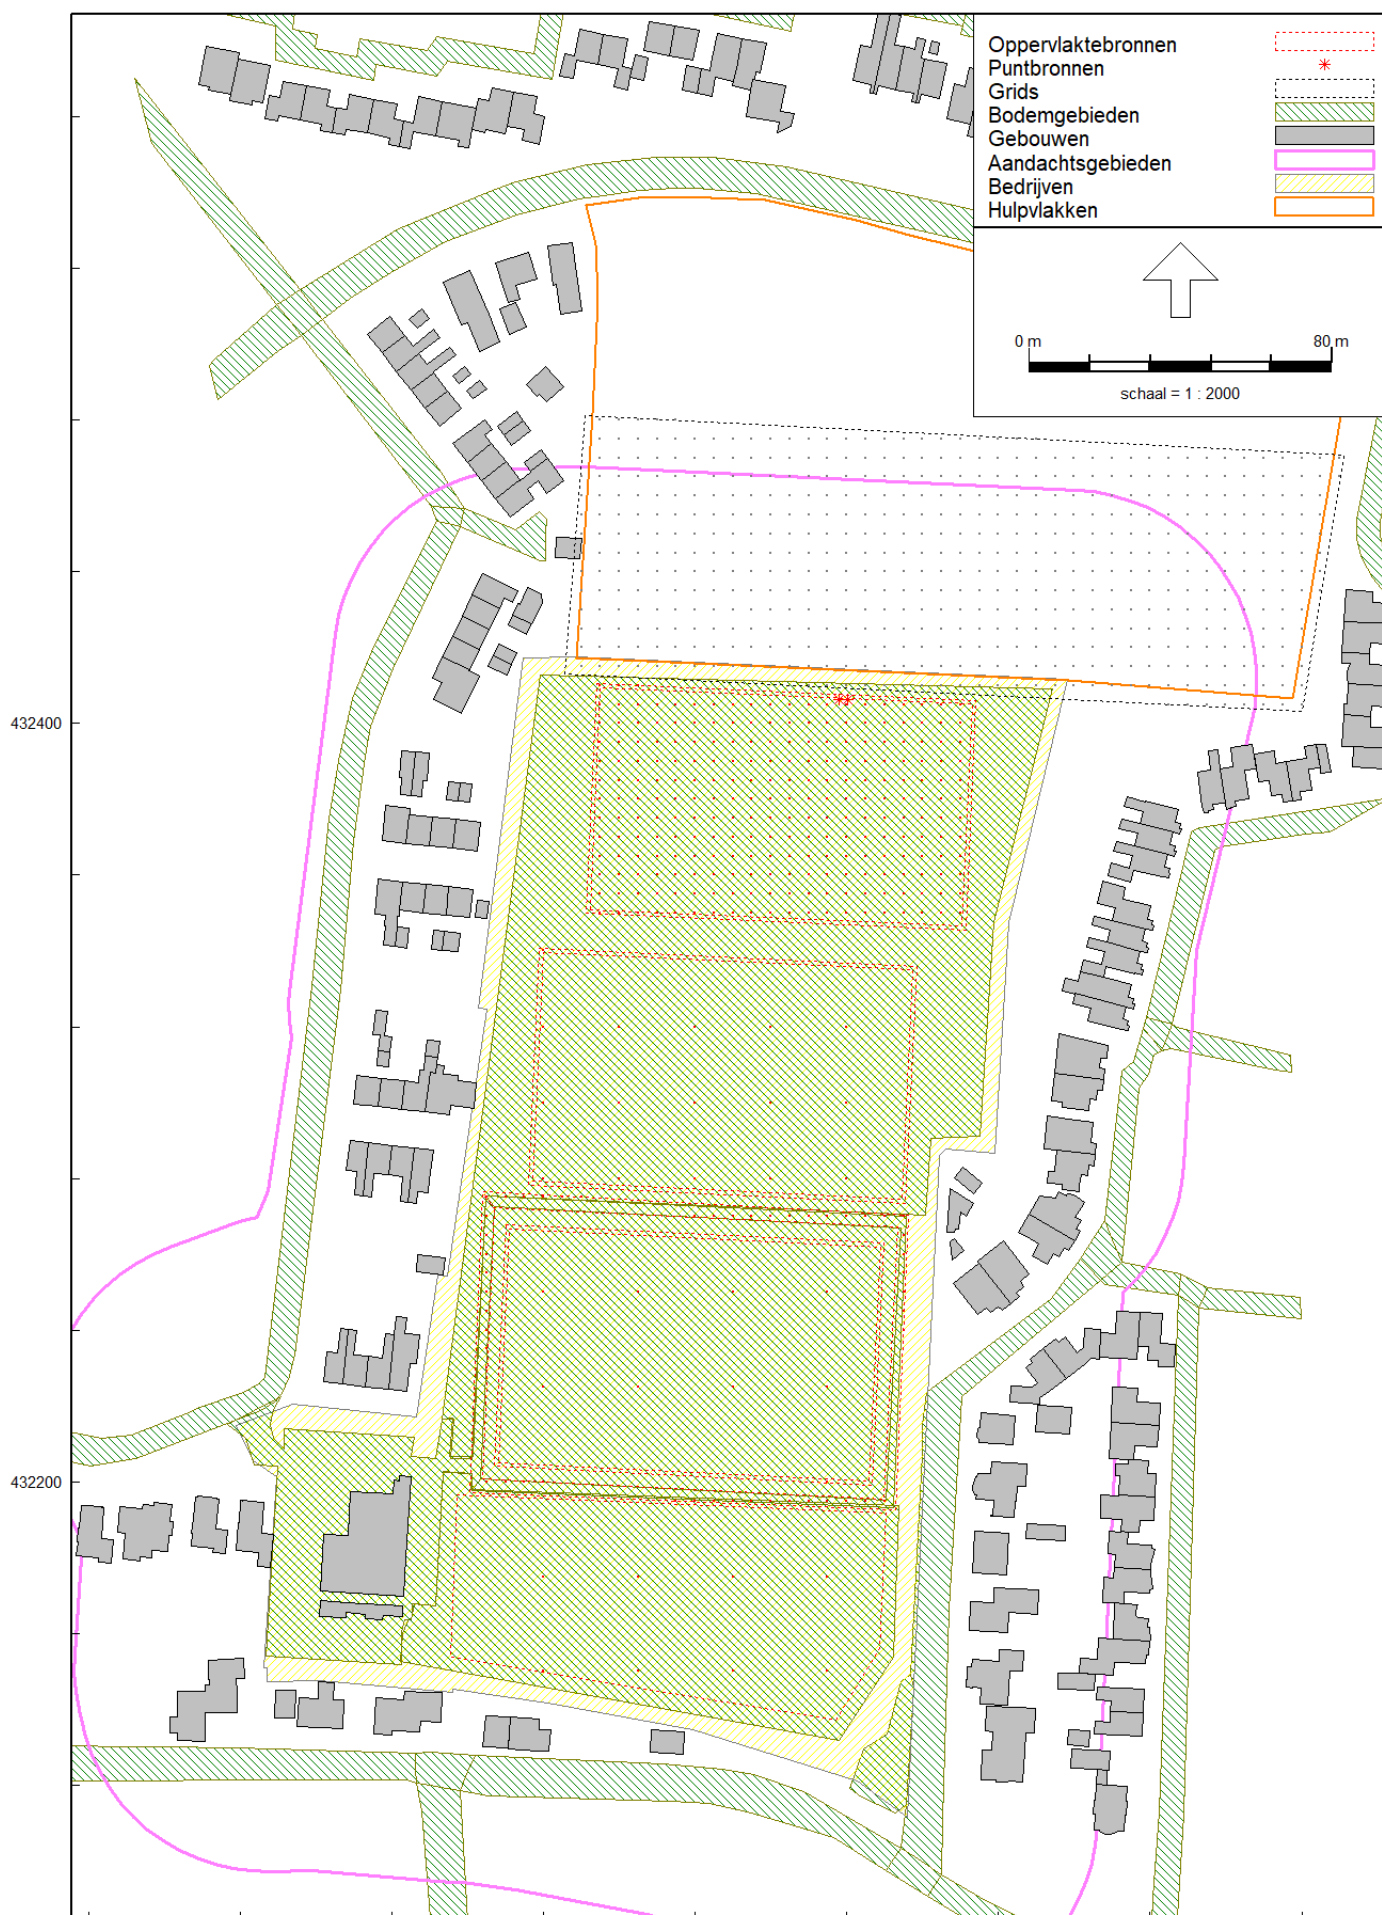 Oppervlaktebronnen
Puntbronnen
Grids
Bodemgebieden
Gebouwen
Aandachtsgebieden
Bedrijven
Hulpvlakken
0 m 80 m
schaal = 1 : 2000
432400
432200